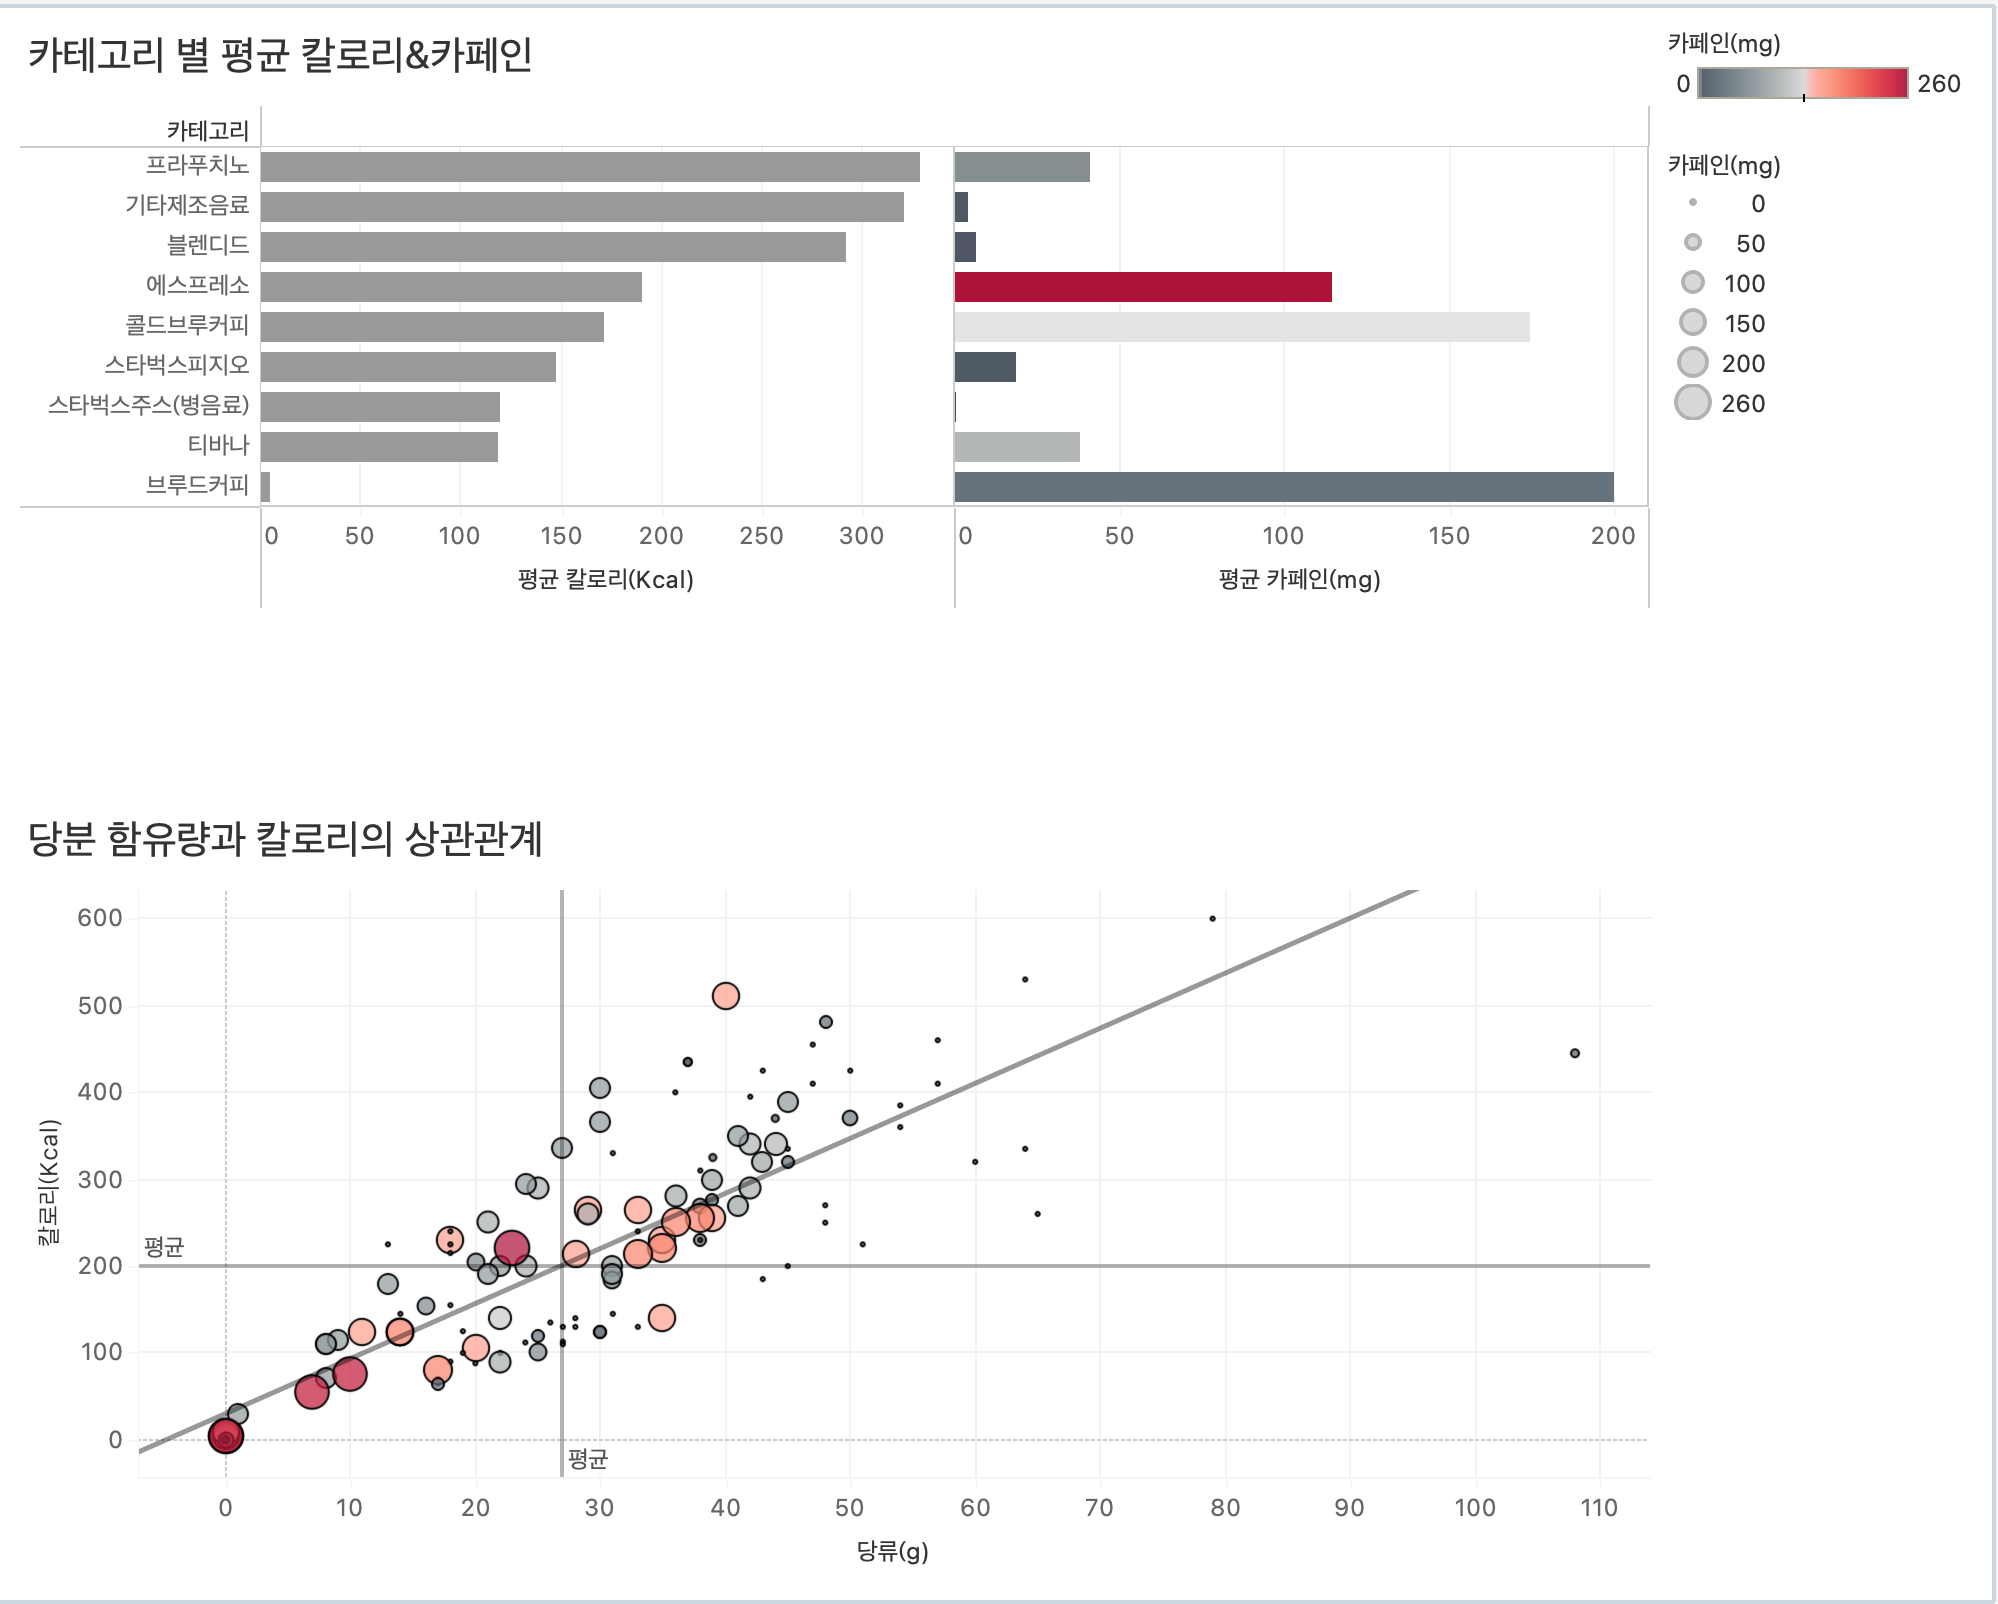 카테고리 별 평균 칼로리&카페인
카테고리
프라푸치노
기타제조음료
블렌디드
에스프레소
콜드브루커피
스타벅스피지오
스타벅스주스(병음료)
티바나
브루드커피
0 50 100 150 200 250 300
평균 칼로리(Kcal)
0 50 100 150 200
평균 카페인(mg)
카페인(mg)
0 260
카페인(mg)
0
50
100
150
200
260
당분 함유량과 칼로리의 상관관계
600
500
400
300
200
100
0
칼로리(Kcal)
평균
평균
0 10 20 30 40 50 60 70 80 90 100 110
당류(g)